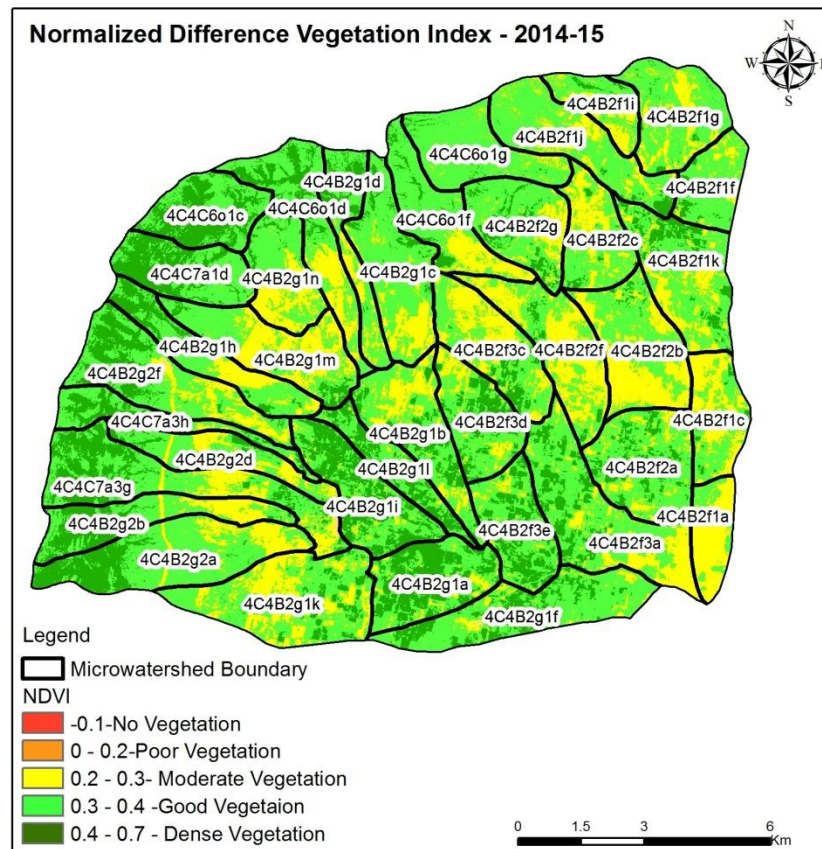 Normalized Difference Vegetation Index - 2014-15
N
W
E
S
4C4B2f1i
4C4B2f1g
4C4B2f1j
4C4C6o1g
4C4B2g1d
4C4B2f1f
4C4C6o1d
4C4C6o1c
4C4C6o1f
4C4B2f2g
4C4B2f2c
4C4B2f1k
4C4C7a1d
4C4B2g1n
4C4B2g1c
4C4B2g1h
4C4B2g1m
4C4B2f3c
4C4B2f2f
4C4B2f2b
4C4B2g2f
4C4C7a3h
4C4B2g1b
4C4B2f3d
4C4B2f1c
4C4B2g2d
4C4B2g1l
4C4B2f2a
4C4C7a3g
4C4B2g1i
4C4B2f1a
4C4B2g2b
4C4B2f3e
4C4B2f3a
4C4B2g2a
4C4B2g1a
4C4B2g1k
4C4B2g1f
Legend
Microwatershed Boundary
NDVI
-0.1-No Vegetation
0 - 0.2-Poor Vegetation
0.2 - 0.3- Moderate Vegetation
0.3 - 0.4 -Good Vegetaion
0.4 - 0.7 - Dense Vegetation
0 1.5 3 6
Km